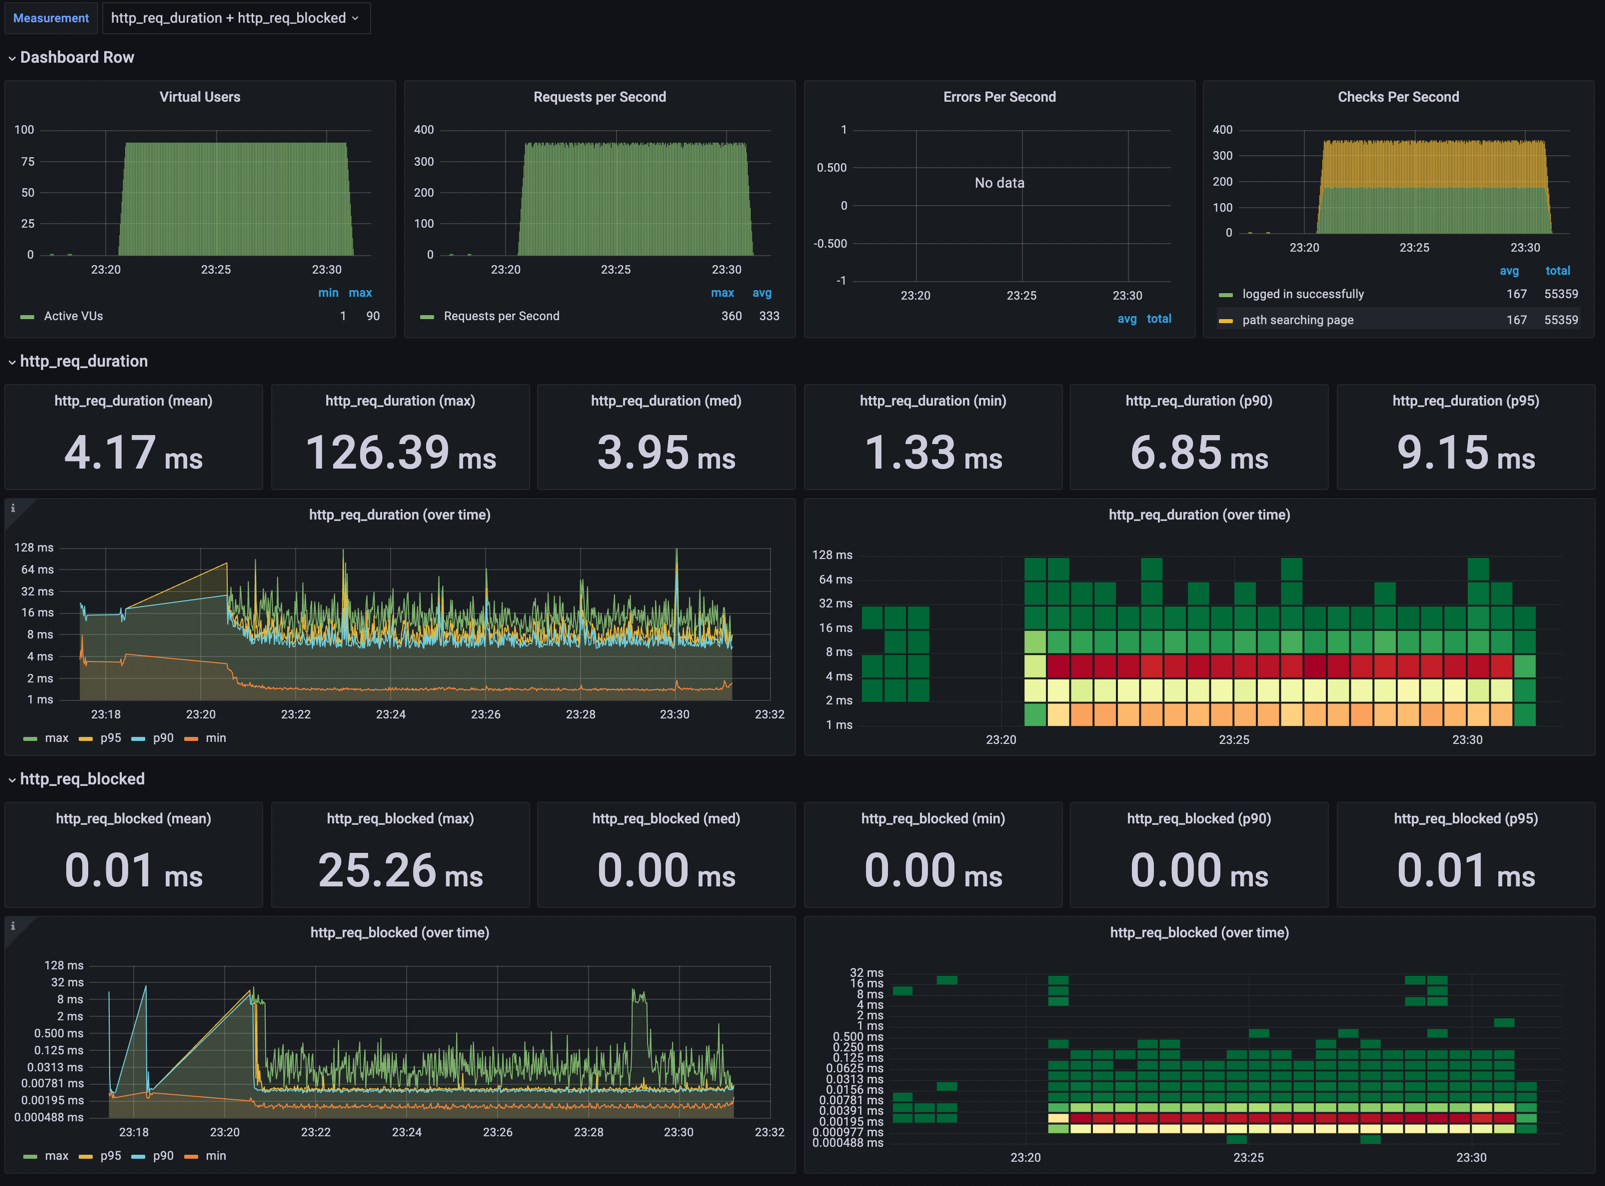 Measurement http_req_duration + http_req_blocked
Dashboard Row
Virtual Users
100
75
50
25
0
23:20 23:25 23:30
min max
Active VUs 1 90
Requests per Second
400
300
200
100
0
23:20 23:25 23:30
max avg
Requests per Second 360 333
Errors Per Second
1
0.500
0
-0.500
-1
No data
23:20 23:25 23:30
avg total
Checks Per Second
400
300
200
100
0
23:20 23:25 23:30
avg total
logged in successfully 167 55359
path searching page 167 55359
http_req_duration
http_req_duration (mean)
4.17 ms
http_req_duration (max)
126.39 ms
http_req_duration (med)
3.95 ms
http_req_duration (min)
1.33 ms
http_req_duration (p90)
6.85 ms
http_req_duration (p95)
9.15 ms
i
http_req_duration (over time)
128 ms
64 ms
32 ms
16 ms
8 ms
4 ms
2 ms
1 ms
23:18 23:20 23:22 23:24 23:26 23:28 23:30 23:32
max p95 p90 min
http_req_duration (over time)
128 ms
64 ms
32 ms
16 ms
8 ms
4 ms
2 ms
1 ms
23:20 23:25 23:30
http_req_blocked
http_req_blocked (mean)
0.01 ms
http_req_blocked (max)
25.26 ms
http_req_blocked (med)
0.00 ms
http_req_blocked (min)
0.00 ms
http_req_blocked (p90)
0.00 ms
http_req_blocked (p95)
0.01 ms
i
http_req_blocked (over time)
128 ms
32 ms
8 ms
2 ms
0.500 ms
0.125 ms
0.0313 ms
0.00781 ms
0.00195 ms
0.000488 ms
23:18 23:20 23:22 23:24 23:26 23:28 23:30 23:32
max p95 p90 min
http_req_blocked (over time)
32 ms
16 ms
8 ms
4 ms
2 ms
1 ms
0.500 ms
0.250 ms
0.125 ms
0.0625 ms
0.0313 ms
0.0156 ms
0.00781 ms
0.00391 ms
0.00195 ms
0.000977 ms
0.000488 ms
23:20 23:25 23:30